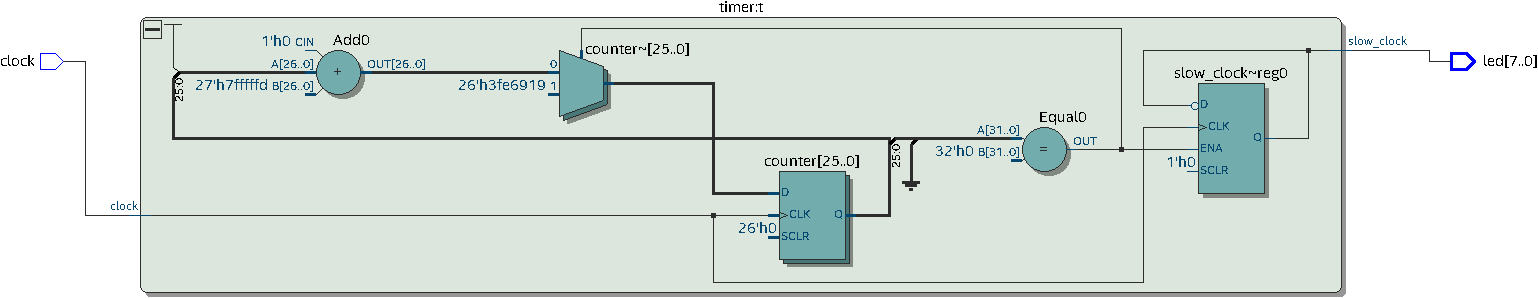 timer:t
clock
1'h0 CIN
Add0
A[26..0]
OUT[26..0]
27'h7fffffd B[26..0]
25:0
counter~[25..0]
0
26'h3fe6919 1
counter[25..0]
D
CLK
Q
26'h0
SCLR
25:0
clock
Equal0
A[31..0]
32'h0 B[31..0]
OUT
slow_clock~reg0
D
CLK
Q
ENA
1'h0
SCLR
slow_clock
led[7..0]
+
=